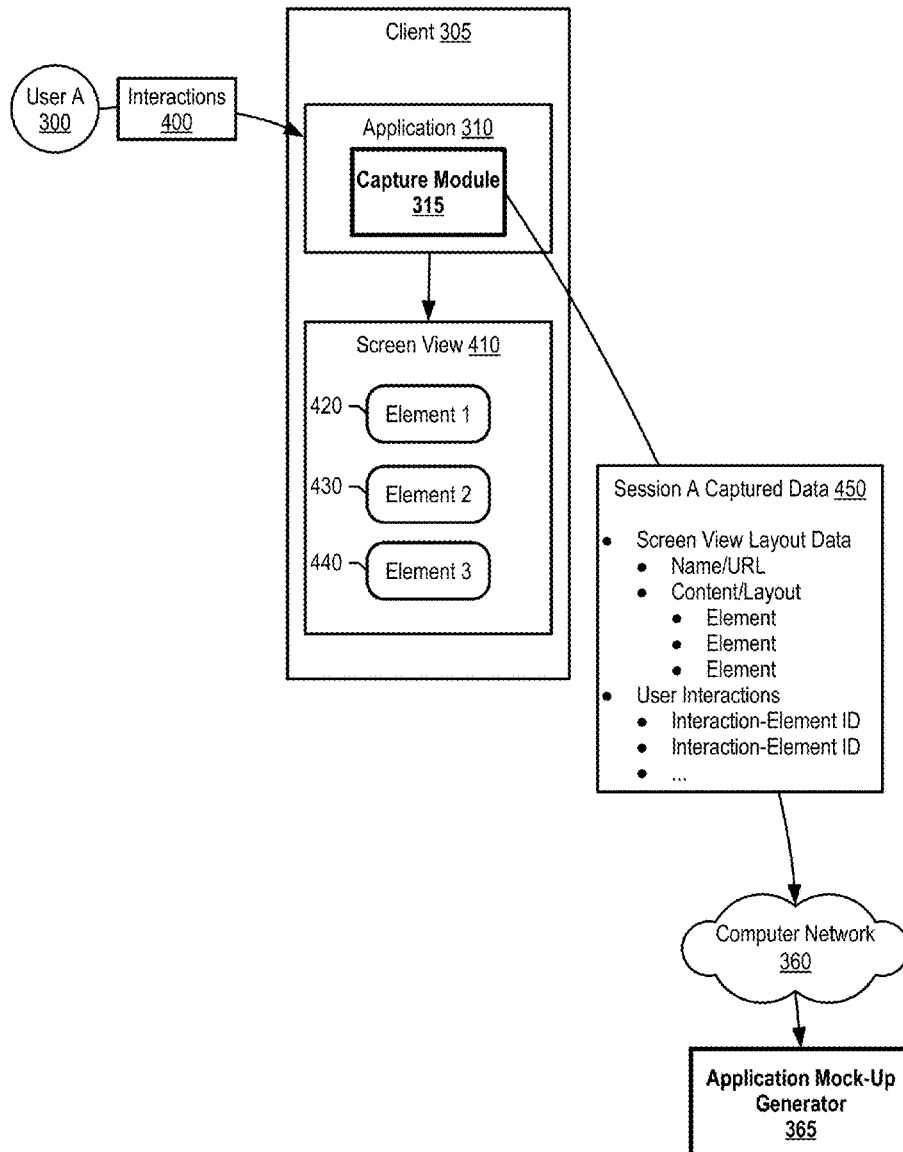 Client 305
User A
300
Interactions
400
Application 310
Capture Module
315
Screen View 410
420
Element 1
430
Element 2
440
Element 3
Session A Captured Data 450
• Screen View Layout Data
• Name/URL
• Content/Layout
• Element
• Element
• Element
• User Interactions
• Interaction-Element ID
• Interaction-Element ID
• ...
Computer Network
360
Application Mock-Up
Generator
365